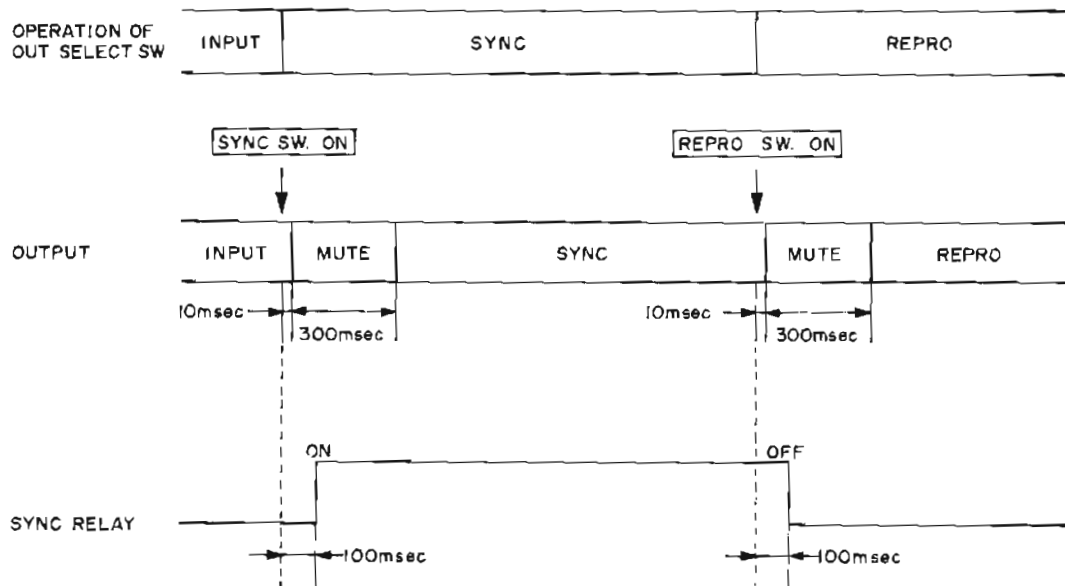 OPERATION OF
OUT SELECT SW
INPUT
SYNC
REPRO
SYNC SW. ON
REPRO SW. ON
OUTPUT
INPUT
MUTE
SYNC
MUTE
REPRO
10msec
300msec
10msec
300msec
ON
OFF
SYNC RELAY
100msec
100msec